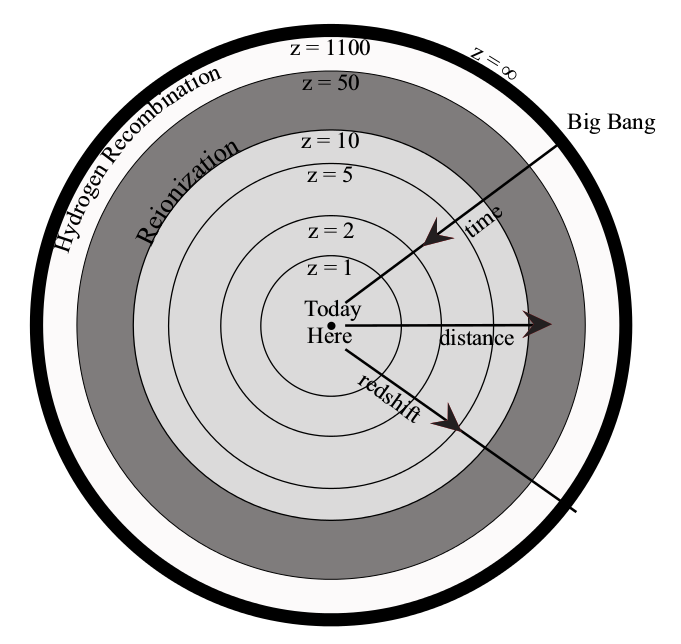 z = 1100
z = ∞
z = 50
Hydrogen Recombination
Big Bang
z = 10
Reionization
z = 5
time
z = 2
z = 1
Today
Here
distance
redshift